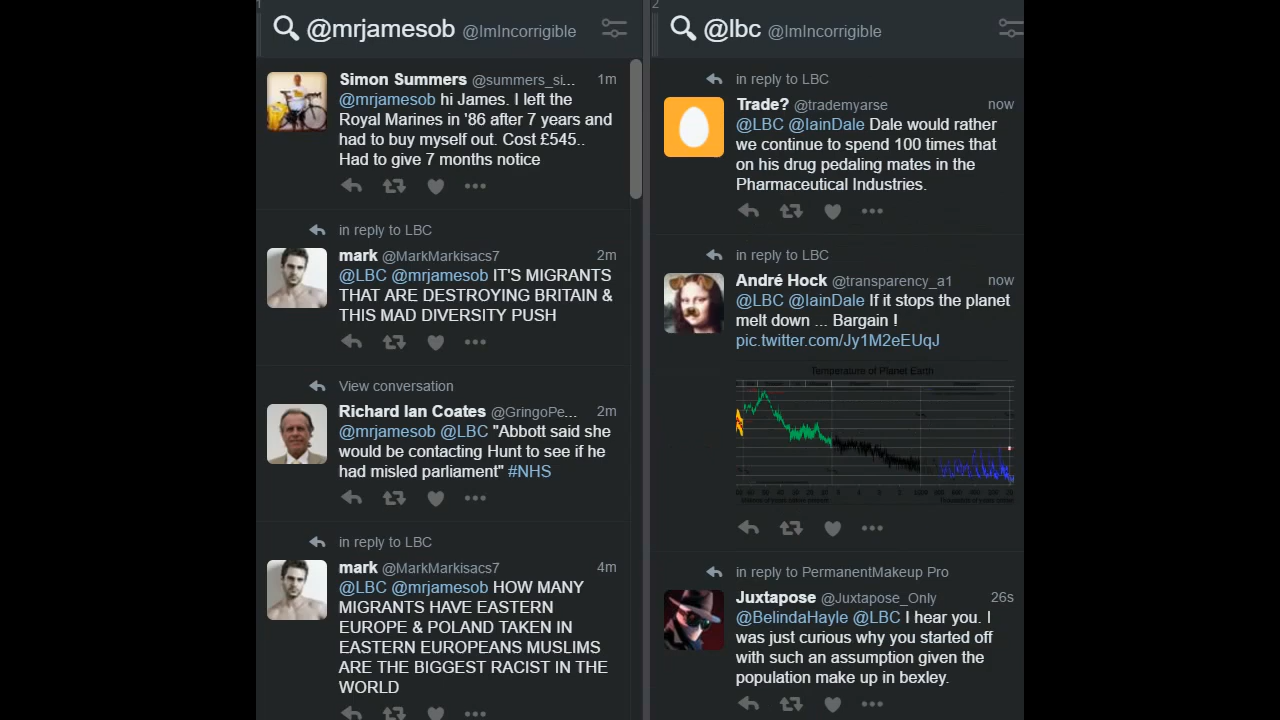 1
@mrjamesob @ImIncorrigible
Simon Summers @summers_si... 1m
@mrjamesob hi James. I left the
Royal Marines in '86 after 7 years and
had to buy myself out. Cost £545..
Had to give 7 months notice
in reply to LBC
mark @MarkMarkisacs7 2m
@LBC @mrjamesob IT'S MIGRANTS
THAT ARE DESTROYING BRITAIN &
THIS MAD DIVERSITY PUSH
View conversation
Richard Ian Coates @GringoPe... 2m
@mrjamesob @LBC "Abbott said she
would be contacting Hunt to see if he
had misled parliament" #NHS
in reply to LBC
mark @MarkMarkisacs7 4m
@LBC @mrjamesob HOW MANY
MIGRANTS HAVE EASTERN
EUROPE & POLAND TAKEN IN
EASTERN EUROPEANS MUSLIMS
ARE THE BIGGEST RACIST IN THE
WORLD
2
@lbc @ImIncorrigible
in reply to LBC
Trade? @trademyarse now
@LBC @IainDale Dale would rather
we continue to spend 100 times that
on his drug pedaling mates in the
Pharmaceutical Industries.
in reply to LBC
André Hock @transparency_a1 now
@LBC @IainDale If it stops the planet
melt down ... Bargain !
pic.twitter.com/Jy1M2eEUqJ
Temperature of Planet Earth
in reply to PermanentMakeup Pro
Juxtapose @Juxtapose_Only 26s
@BelindaHayle @LBC I hear you. I
was just curious why you started off
with such an assumption given the
population make up in bexley.